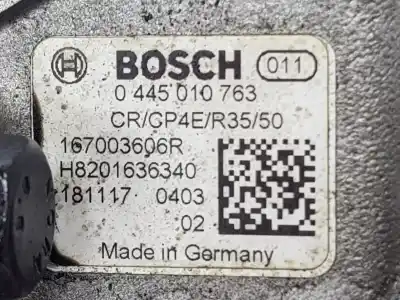 BOSCH 011
0 445 010 763
CR/CP4E/R35/50
167003606R
H8201636340
181117 0403
02
Made in Germany